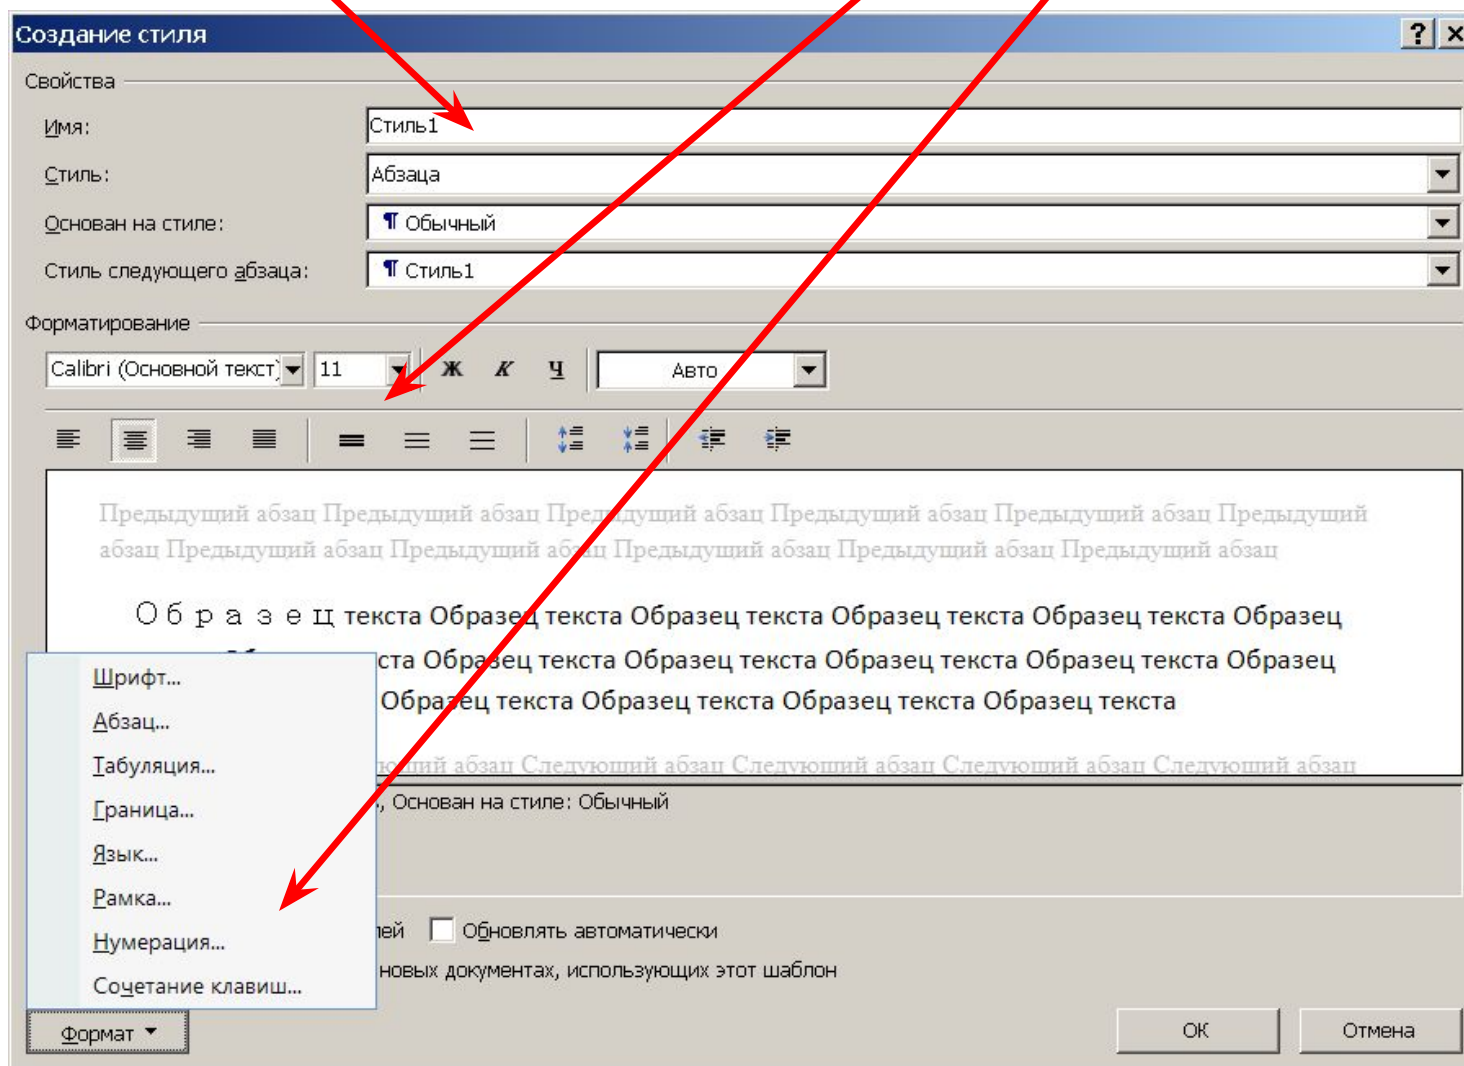 Создание стиля
Свойства
Имя:
Стиль1
Стиль:
Абзаца
Основан на стиле:
¶ Обычный
Стиль следующего абзаца:
¶ Стиль1
Форматирование
Calibri (Основной текст) 11 Ж К Ч Авто
Предыдущий абзац Предыдущий абзац Предыдущий абзац Предыдущий абзац Предыдущий абзац Предыдущий
абзац Предыдущий абзац Предыдущий абзац Предыдущий абзац Предыдущий абзац Предыдущий абзац
Образец текста Образец текста Образец текста Образец текста Образец текста Образец
Образец текста Образец текста Образец текста Образец текста Образец
Образец текста Образец текста Образец текста Образец текста
абзац Следующий абзац Следующий абзац Следующий абзац Следующий абзац
, Основан на стиле: Обычный
Шрифт...
Абзац...
Табуляция...
Граница...
Язык...
Рамка...
Нумерация...
Сочетание клавиш...
Обновлять автоматически
новых документах, использующих этот шаблон
Формат
ОК
Отмена